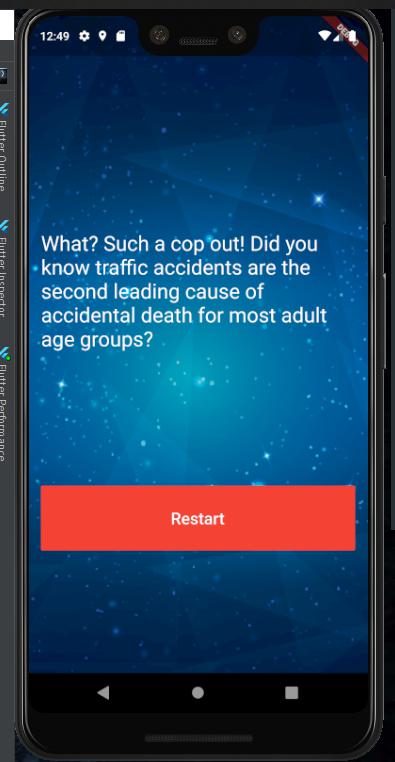 12:49
DEBUG
What? Such a cop out! Did you
know traffic accidents are the
second leading cause of
accidental death for most adult
age groups?
Restart
Flutter Outline
Flutter Inspector
Flutter Performance